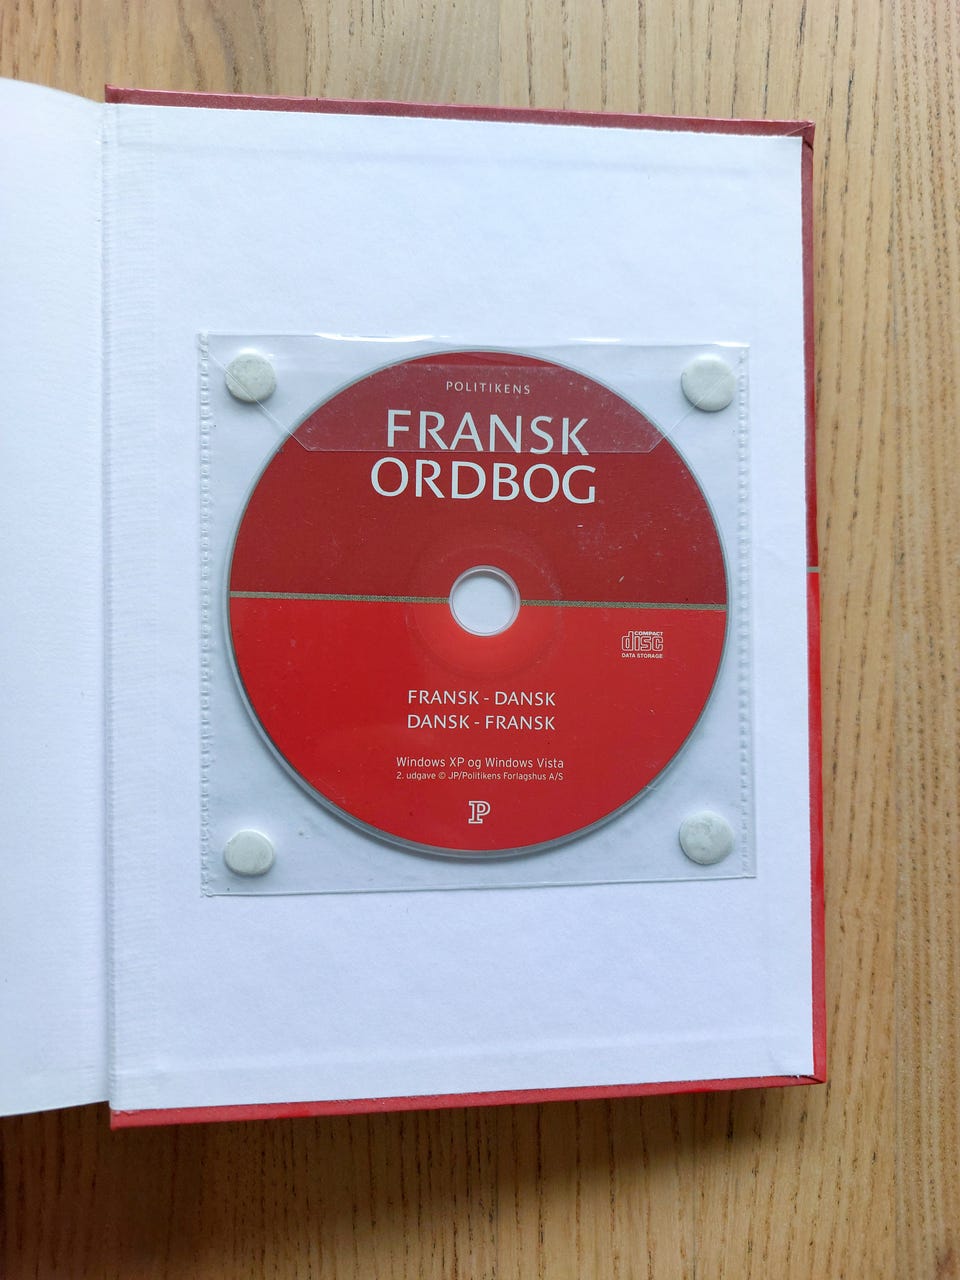 POLITIKENS
FRANSK
ORDBOG
COMPACT
disc
DATA STORAGE
FRANSK - DANSK
DANSK - FRANSK
Windows XP og Windows Vista
2. udgave © JP/Politikens Forlagshus A/S
P